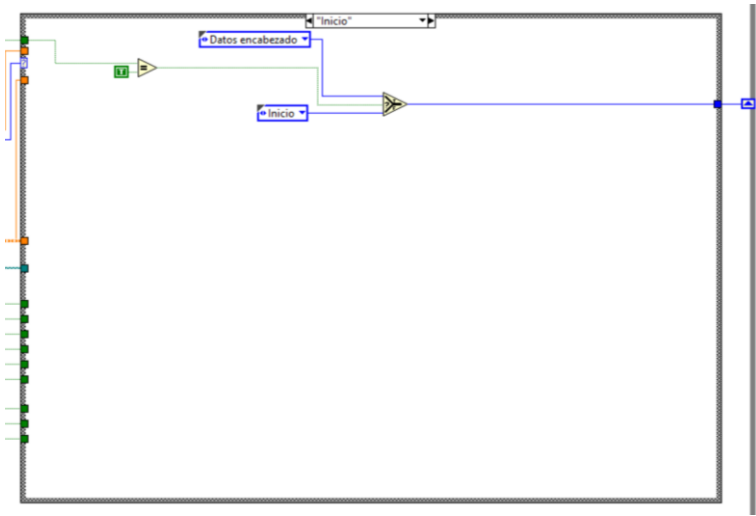 "Inicio"
Datos encabezado
T
=
Inicio
?